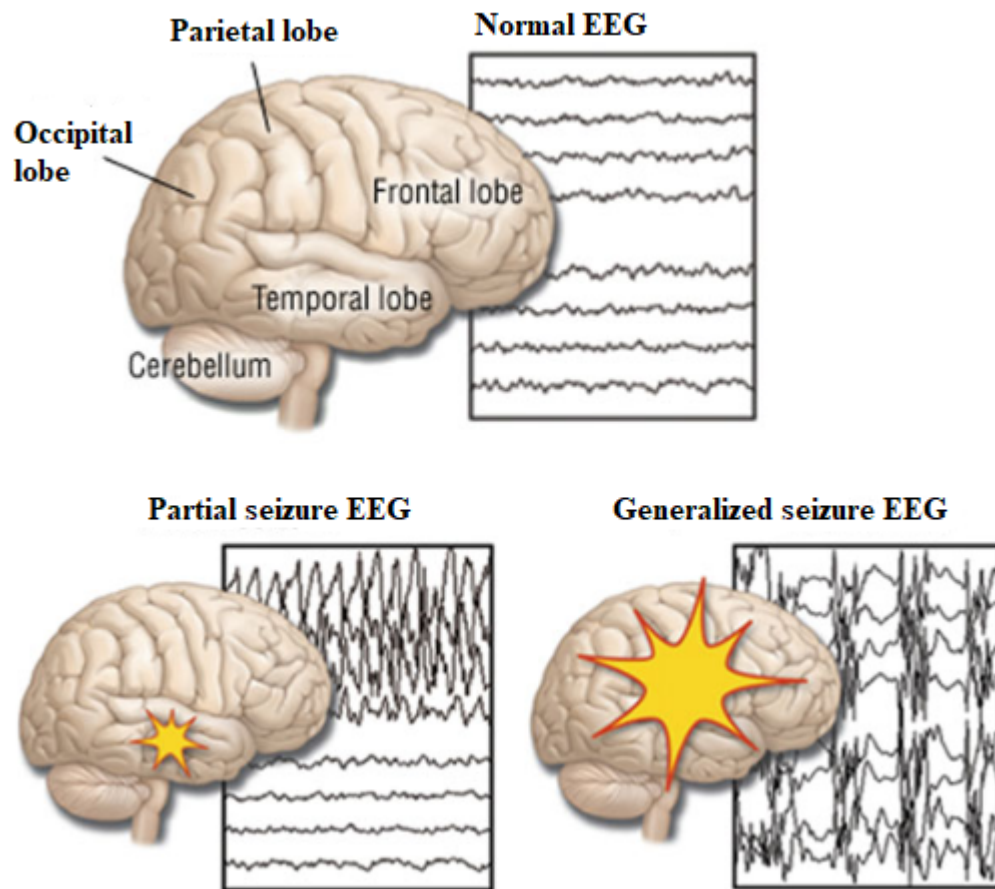 Parietal lobe
Normal EEG
Occipital
lobe
Frontal lobe
Temporal lobe
Cerebellum
Partial seizure EEG
Generalized seizure EEG